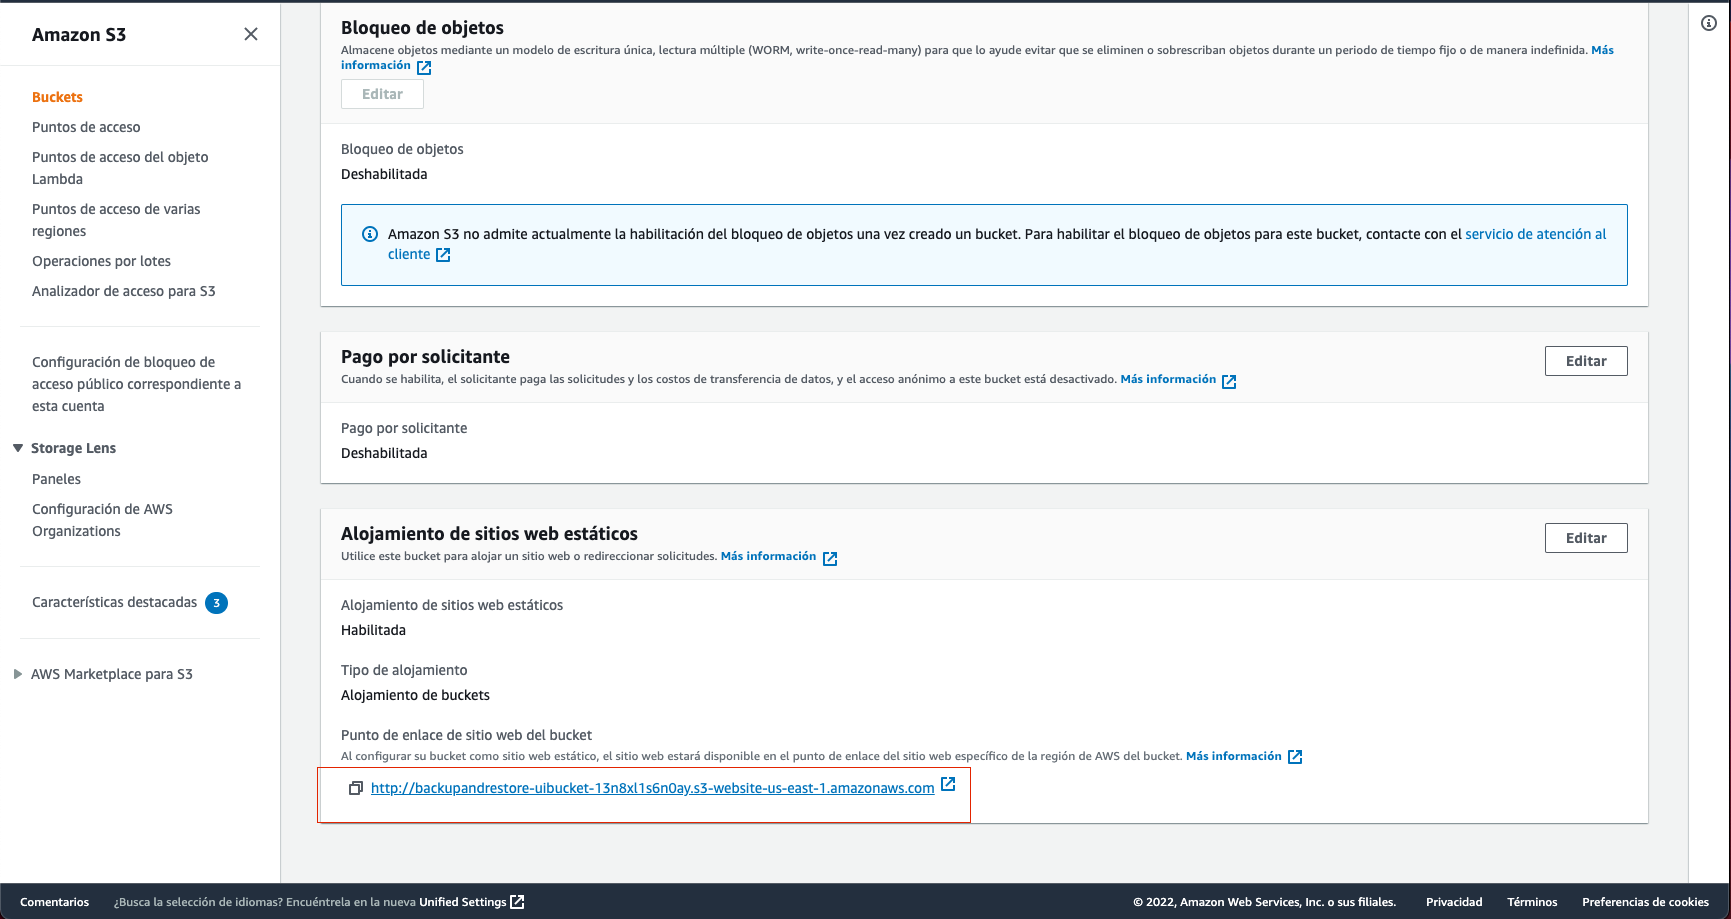 Amazon S3
Buckets
Puntos de acceso
Puntos de acceso del objeto
Lambda
Puntos de acceso de varias
regiones
Operaciones por lotes
Analizador de acceso para S3
Configuración de bloqueo de
acceso público correspondiente a
esta cuenta
Storage Lens
Paneles
Configuración de AWS
Organizations
Características destacadas 3
AWS Marketplace para S3
Bloqueo de objetos
Almacene objetos mediante un modelo de escritura única, lectura múltiple (WORM, write-once-read-many) para que lo ayude evitar que se eliminen o sobrescriban objetos durante un periodo de tiempo fijo o de manera indefinida. Más
información
Editar
Bloqueo de objetos
Deshabilitada
Amazon S3 no admite actualmente la habilitación del bloqueo de objetos una vez creado un bucket. Para habilitar el bloqueo de objetos para este bucket, contacte con el servicio de atención al
cliente
Pago por solicitante
Editar
Cuando se habilita, el solicitante paga las solicitudes y los costos de transferencia de datos, y el acceso anónimo a este bucket está desactivado. Más información
Pago por solicitante
Deshabilitada
Alojamiento de sitios web estáticos
Editar
Utilice este bucket para alojar un sitio web o redireccionar solicitudes. Más información
Alojamiento de sitios web estáticos
Habilitada
Tipo de alojamiento
Alojamiento de buckets
Punto de enlace de sitio web del bucket
Al configurar su bucket como sitio web estático, el sitio web estará disponible en el punto de enlace del sitio web específico de la región de AWS del bucket. Más información
http://backupandrestore-uibucket-13n8xl1s6n0ay.s3-website-us-east-1.amazonaws.com
Comentarios ¿Busca la selección de idiomas? Encuéntrela en la nueva Unified Settings © 2022, Amazon Web Services, Inc. o sus filiales. Privacidad Términos Preferencias de cookies